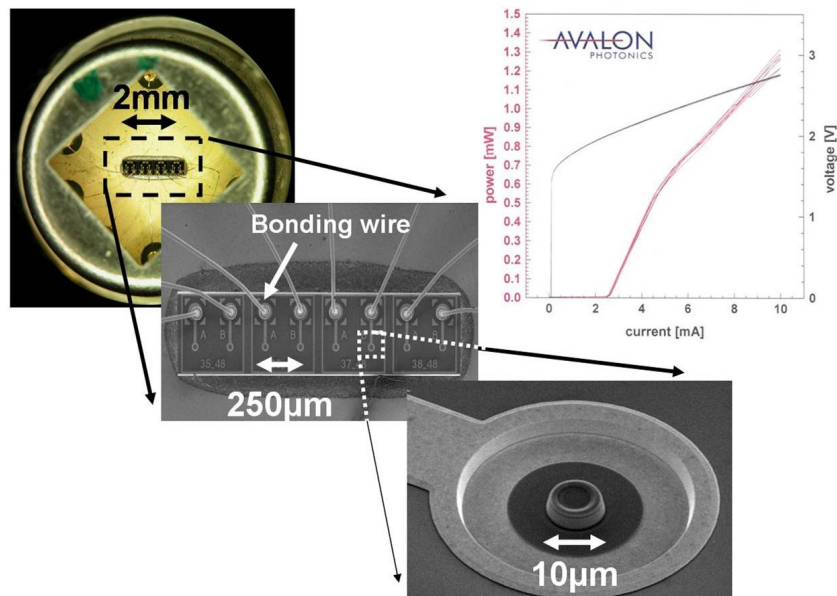 2mm
Bonding wire
A B A B A B A B
35_48 38_48
250µm
10µm
AVALON
PHOTONICS
power [mW]
1.5
1.4
1.3
1.2
1.1
1.0
0.9
0.8
0.7
0.6
0.5
0.4
0.3
0.2
0.1
0.0
voltage [V]
3
2
1
0
0 2 4 6 8 10
current [mA]